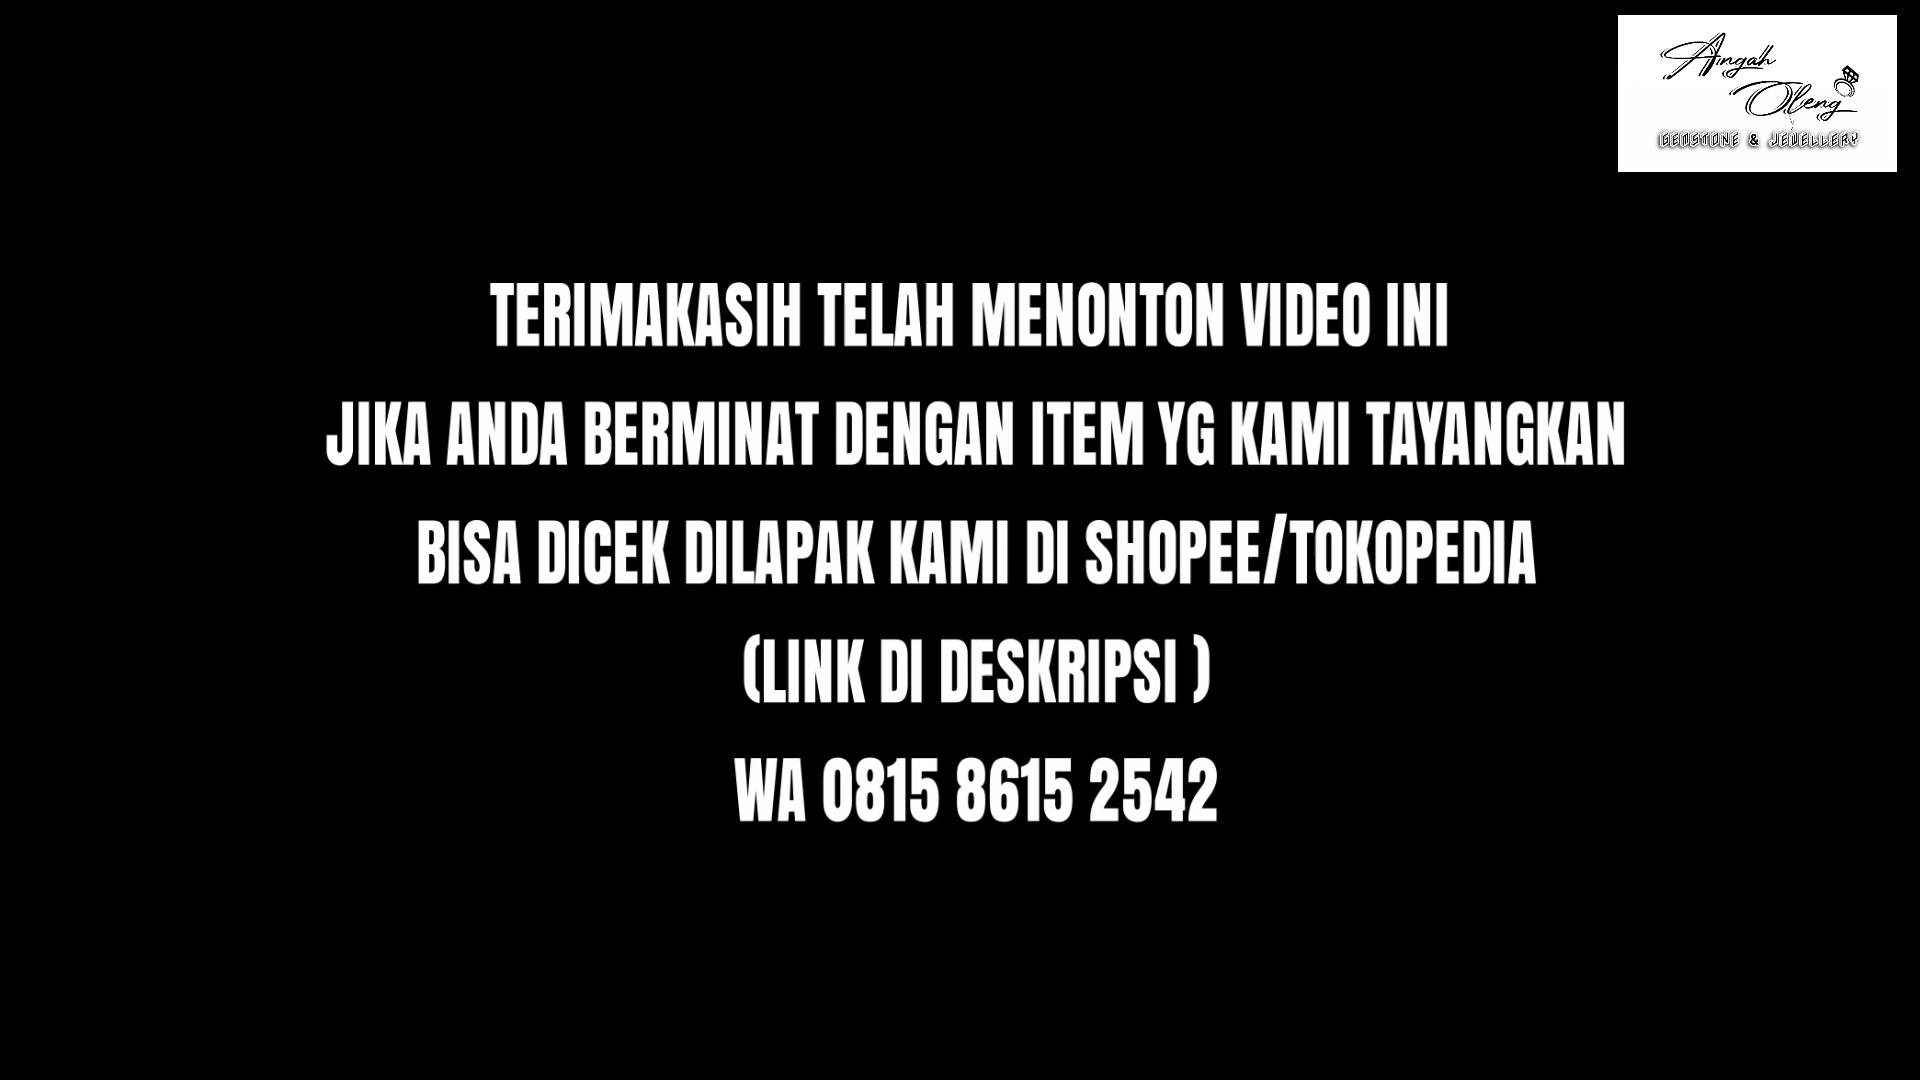 Aingah
Oleng
GEMSTONE & JEWELLERY
TERIMAKASIH TELAH MENONTON VIDEO INI
JIKA ANDA BERMINAT DENGAN ITEM YG KAMI TAYANGKAN
BISA DICEK DILAPAK KAMI DI SHOPEE/TOKOPEDIA
(LINK DI DESKRIPSI )
WA 0815 8615 2542